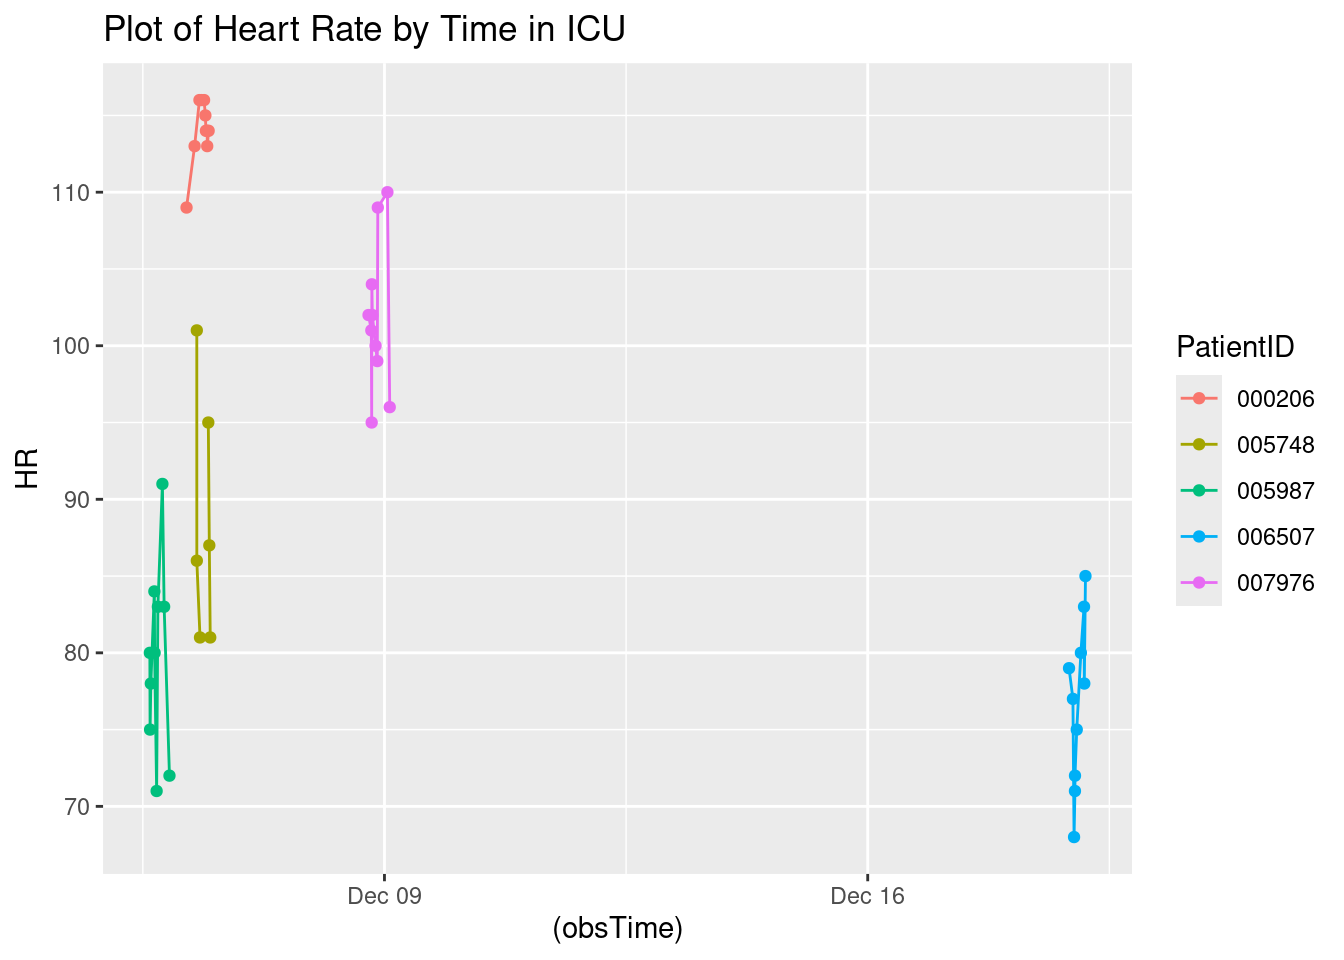 Plot of Heart Rate by Time in ICU
110
100
90
80
70
HR
Dec 09
Dec 16
(obsTime)
PatientID
000206
005748
005987
006507
007976